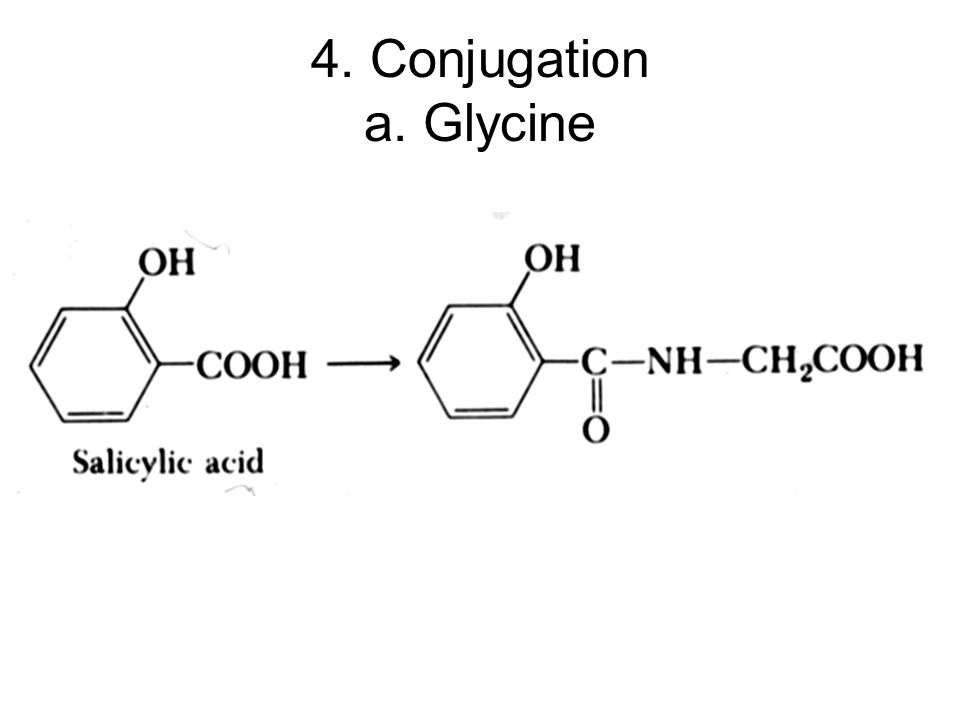 4. Conjugation
a. Glycine
OH
OH
COOH
C—NH—CH₂COOH
O
Salicylic acid